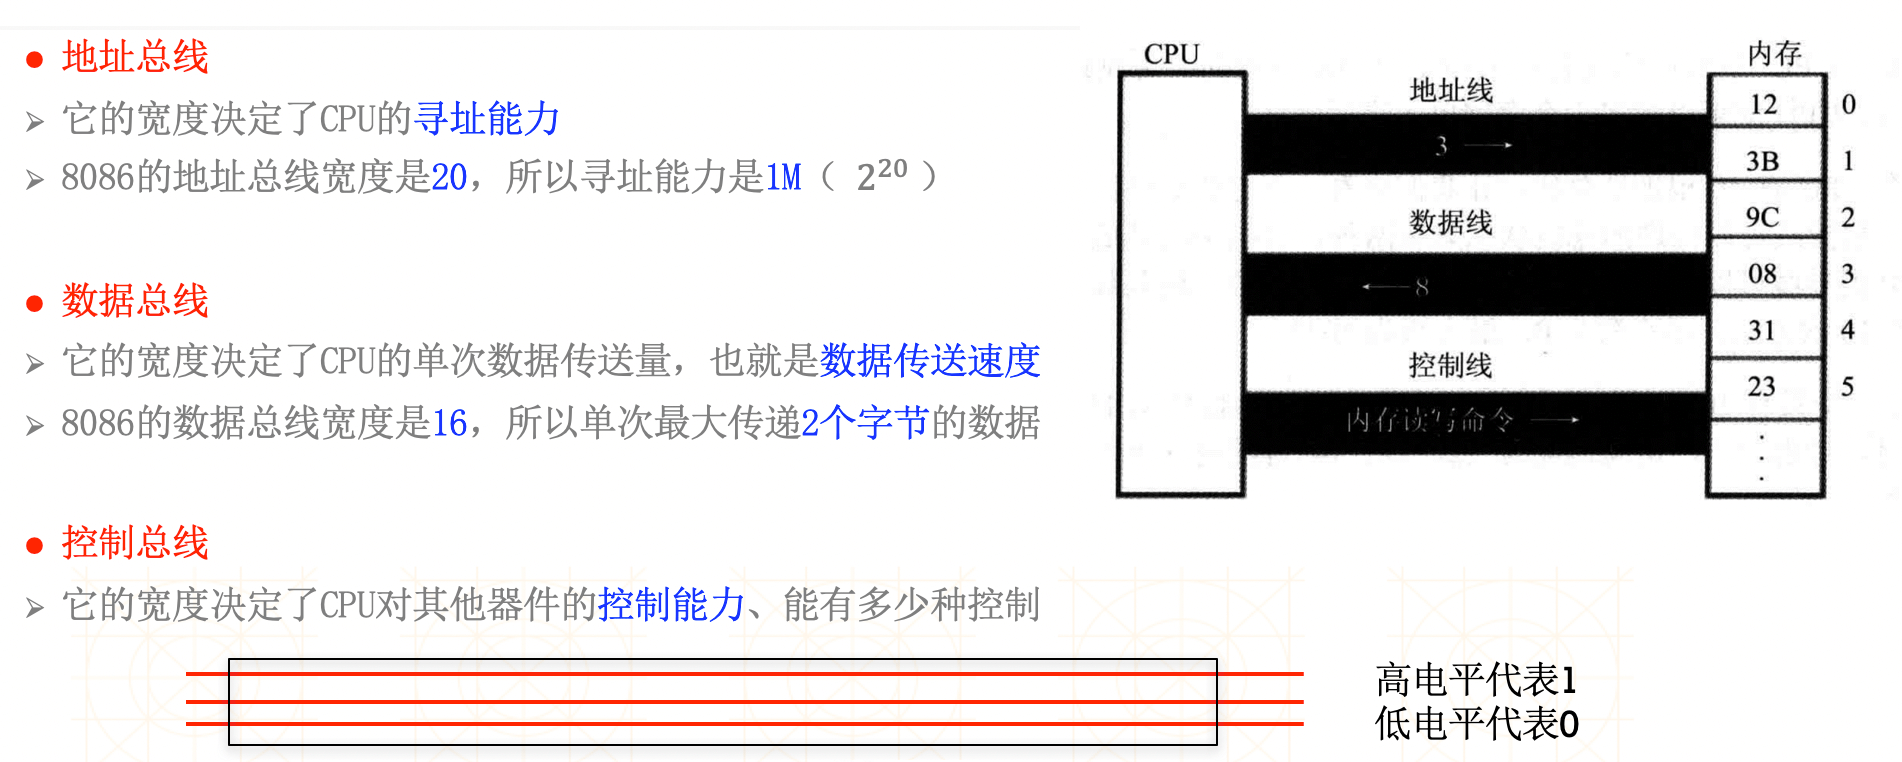 ● 地址总线
➢ 它的宽度决定了CPU的寻址能力
➢ 8086的地址总线宽度是20，所以寻址能力是1M（ 2²⁰ ）
● 数据总线
➢ 它的宽度决定了CPU的单次数据传送量，也就是数据传送速度
➢ 8086的数据总线宽度是16，所以单次最大传递2个字节的数据
● 控制总线
➢ 它的宽度决定了CPU对其他器件的控制能力、能有多少种控制
CPU
内存
地址线
3 →
数据线
← 8
控制线
内存读写命令 →
12 0
3B 1
9C 2
08 3
31 4
23 5
高电平代表1
低电平代表0